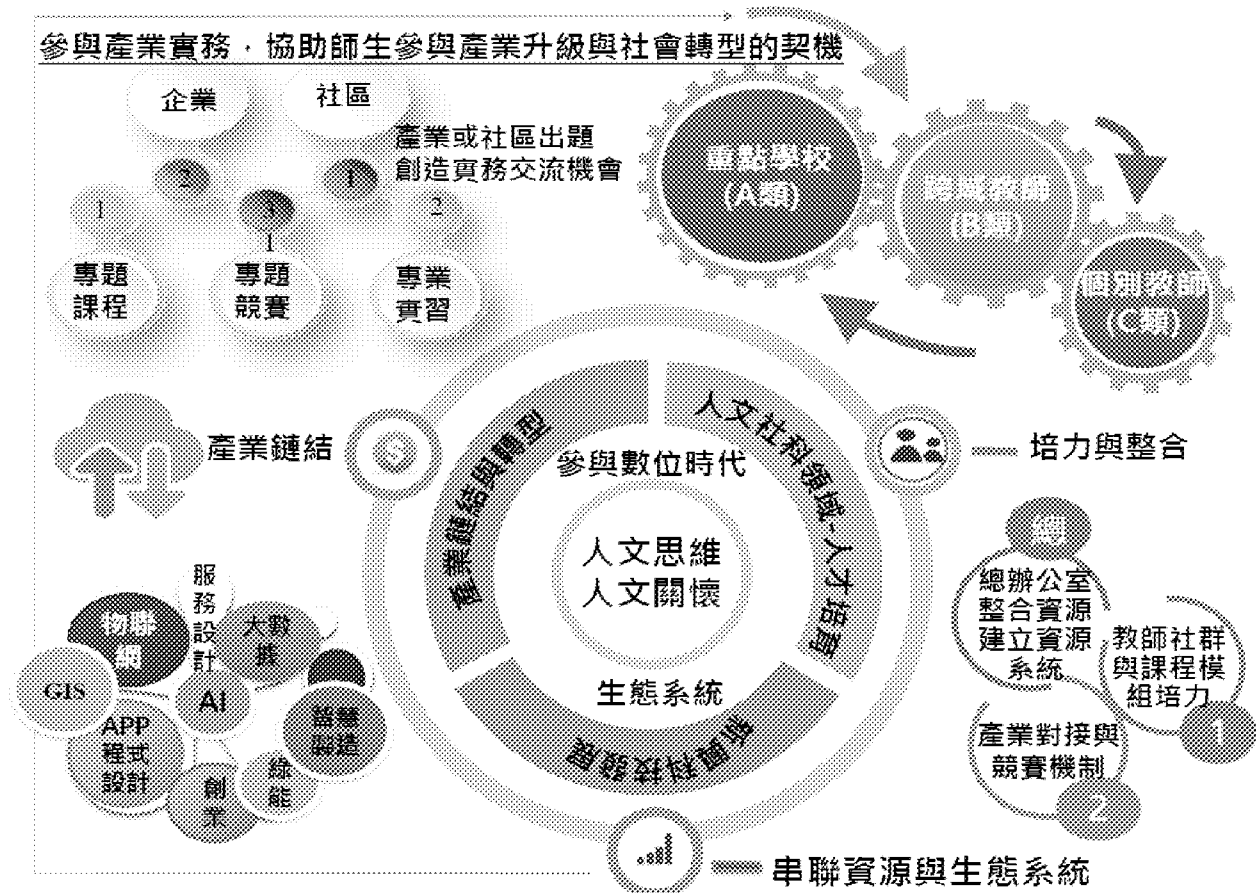 參與產業實務，協助師生參與產業升級與社會轉型的契機
企業
社區
產業或社區出題
創造實務交流機會
2
1
1
3
2
1
專題
課程
專題
競賽
專業
實習
重點學校
(A類)
跨域教師
(B類)
個別教師
(C類)
產業鏈結
$
培力與整合
產業鏈結與轉型
人文社科領域-人才培育
新興科技發展
參與數位時代
人文思維
人文關懷
生態系統
物聯
網
服
務
設
計
大數
據
GIS
AI
APP
程式
設計
智慧
製造
創
業
綠
能
網
總辦公室
整合資源
建立資源
系統
教師社群
與課程模
組培力
1
產業對接與
競賽機制
2
串聯資源與生態系統